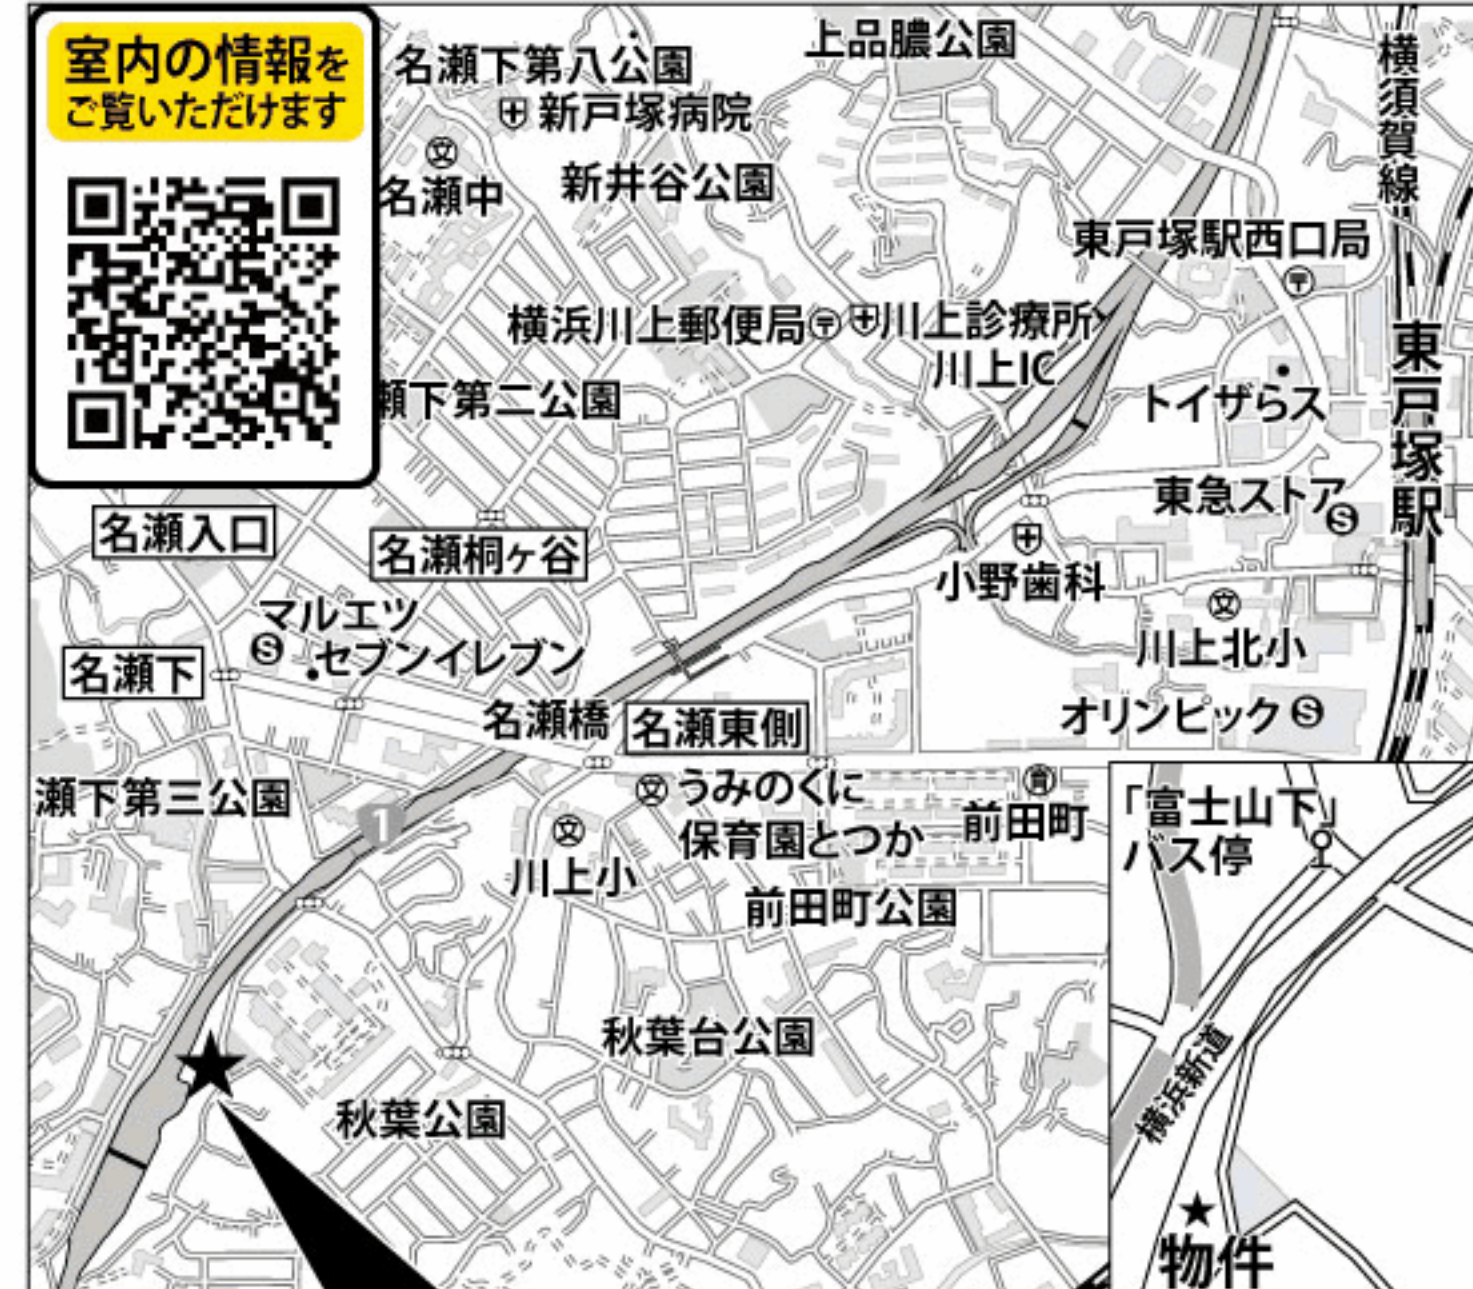 室内の情報を
ご覧いただけます
名瀬下第八公園
新戸塚病院
名瀬中
新井谷公園
上品濃公園
横須賀線
東戸塚駅西口局
横浜川上郵便局
川上診療所
川上IC
瀬下第二公園
トイザらス
東戸塚駅
東急ストア
S
名瀬入口
名瀬桐ヶ谷
小野歯科
文
川上北小
マルエツ
S
セブンイレブン
名瀬下
名瀬橋
名瀬東側
オリンピック
S
瀬下第三公園
1
文
うみのくに
保育園とつか
文
川上小
前田町
前田町公園
秋葉台公園
秋葉公園
「富士山下」
バス停
横浜新道
物件